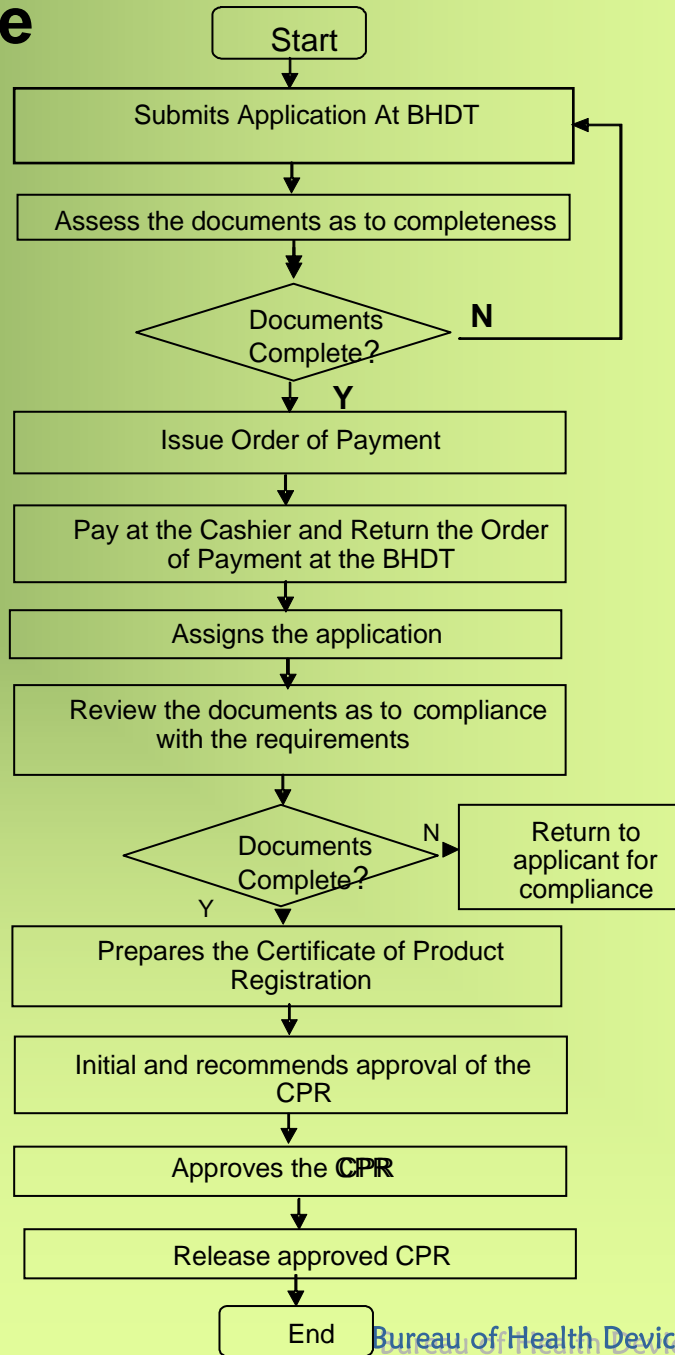 e
Start
Submits Application At BHDT
Assess the documents as to completeness
Documents
Complete?
N
Y
Issue Order of Payment
Pay at the Cashier and Return the Order
of Payment at the BHDT
Assigns the application
Review the documents as to compliance
with the requirements
Documents
Complete?
N
Return to
applicant for
compliance
Y
Prepares the Certificate of Product
Registration
Initial and recommends approval of the
CPR
Approves the CPR
Release approved CPR
End
Bureau of Health Devic